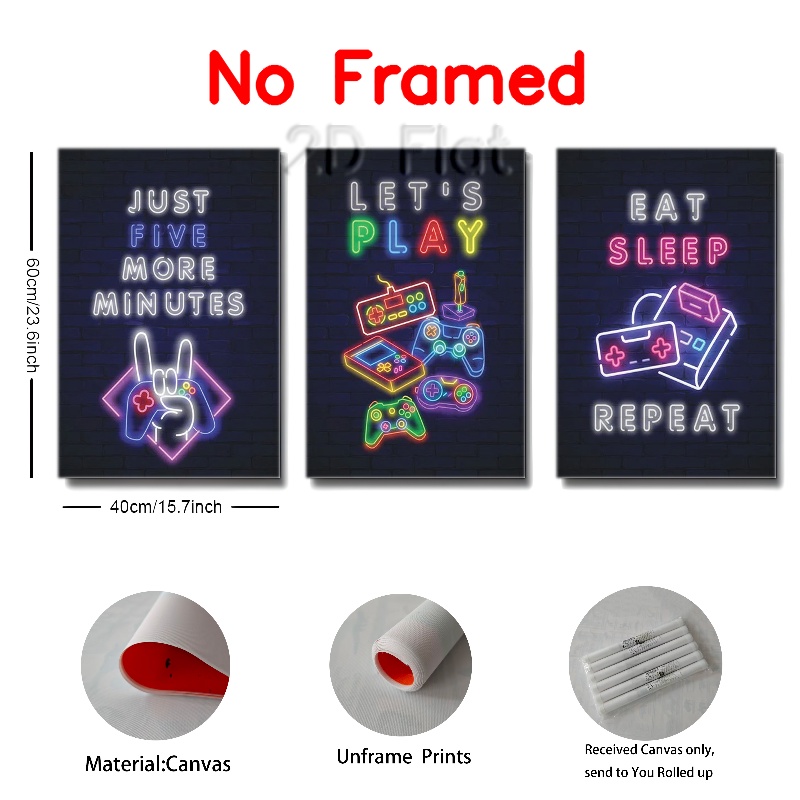 No Framed
2D Flat
JUST
FIVE
MORE
MINUTES
LET'S
PLAY
EAT
SLEEP
REPEAT
60cm/23.6inch
40cm/15.7inch
Material:Canvas
Unframe Prints
Received Canvas only,
send to You Rolled up